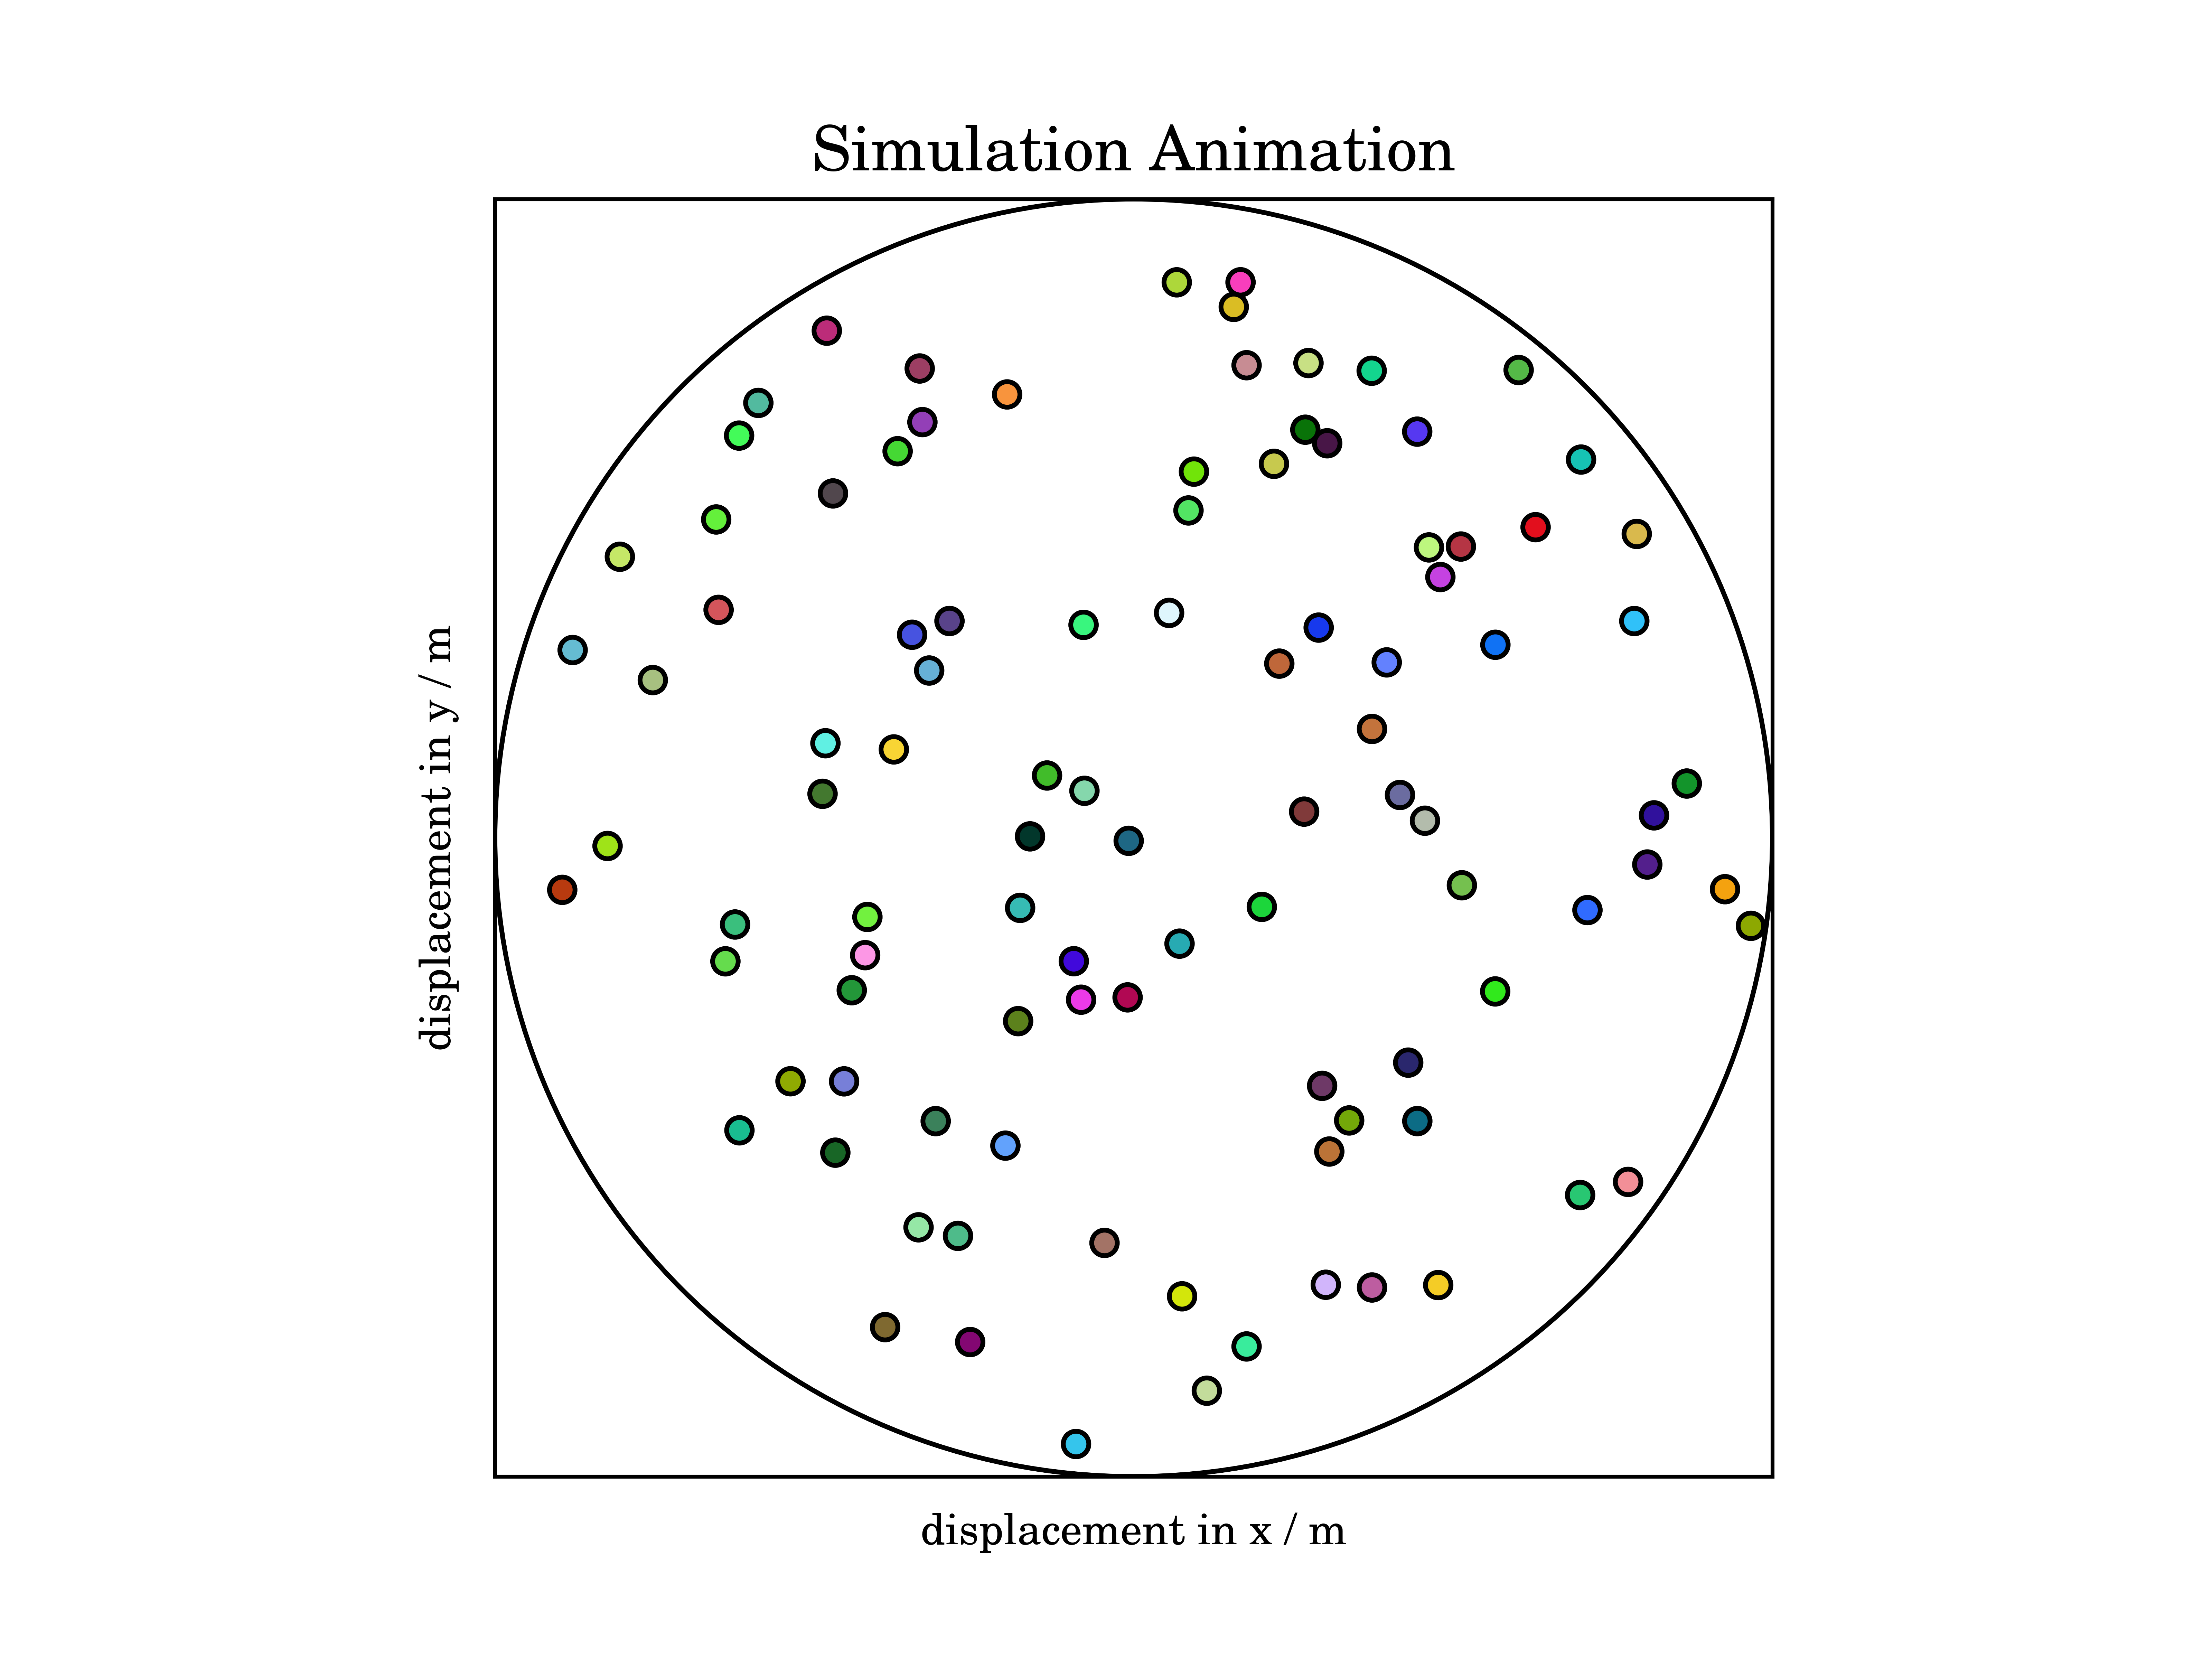 Simulation Animation
displacement in y / m
displacement in x / m